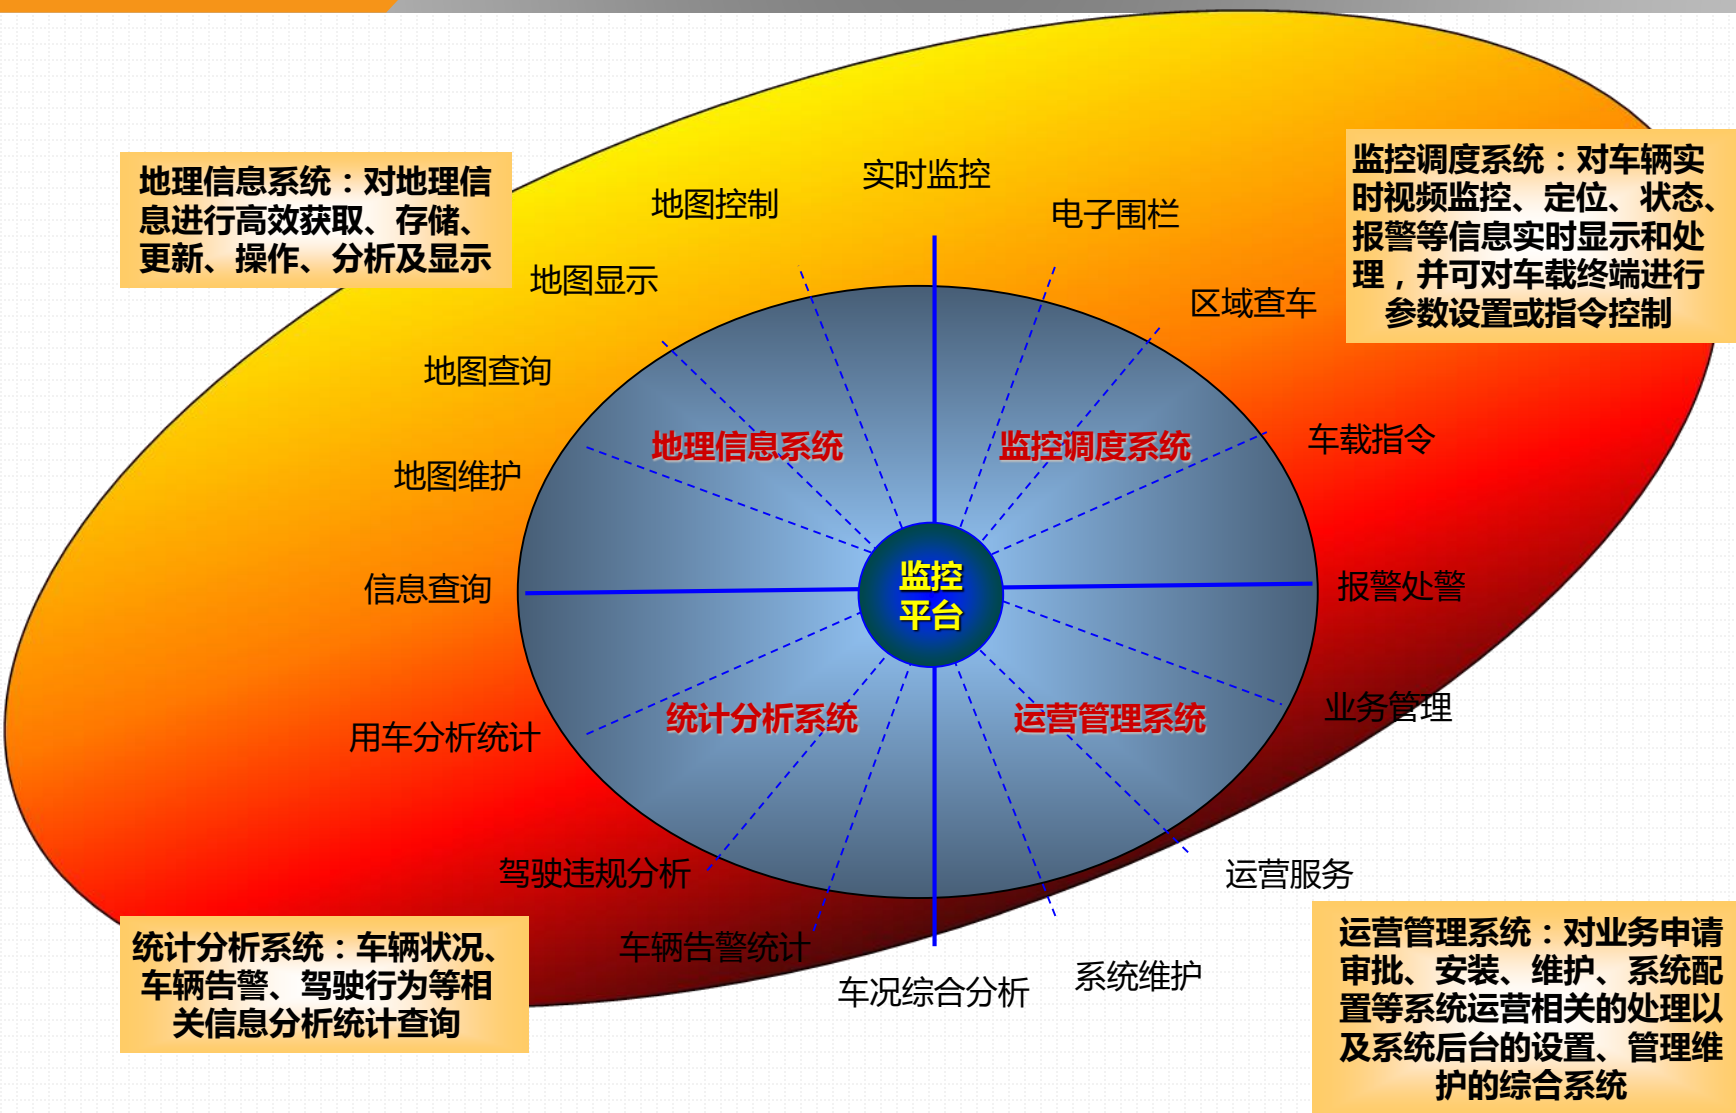 地理信息系统：对地理信
息进行高效获取、存储、
更新、操作、分析及显示
监控调度系统：对车辆实
时视频监控、定位、状态、
报警等信息实时显示和处
理，并可对车载终端进行
参数设置或指令控制
实时监控
地图控制
电子围栏
地图显示
区域查车
地图查询
车载指令
地图维护
地理信息系统
监控调度系统
信息查询
监控
平台
报警处警
用车分析统计
统计分析系统
运营管理系统
业务管理
驾驶违规分析
运营服务
车辆告警统计
车况综合分析
系统维护
统计分析系统：车辆状况、
车辆告警、驾驶行为等相
关信息分析统计查询
运营管理系统：对业务申请
审批、安装、维护、系统配
置等系统运营相关的处理以
及系统后台的设置、管理维
护的综合系统